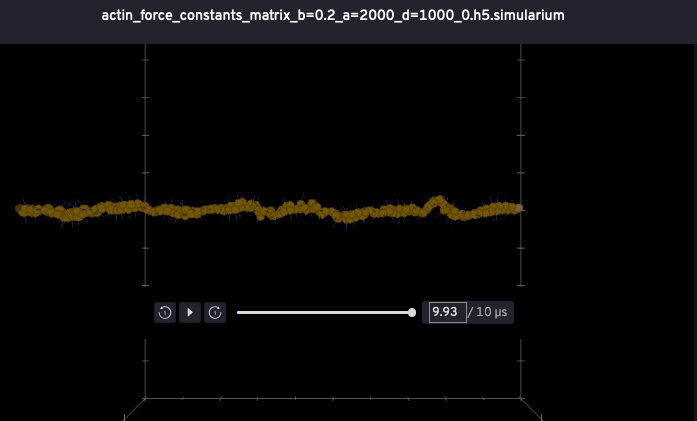 actin_force_constants_matrix_b=0.2_a=2000_d=1000_0.h5.simularium
9.93 / 10 µs